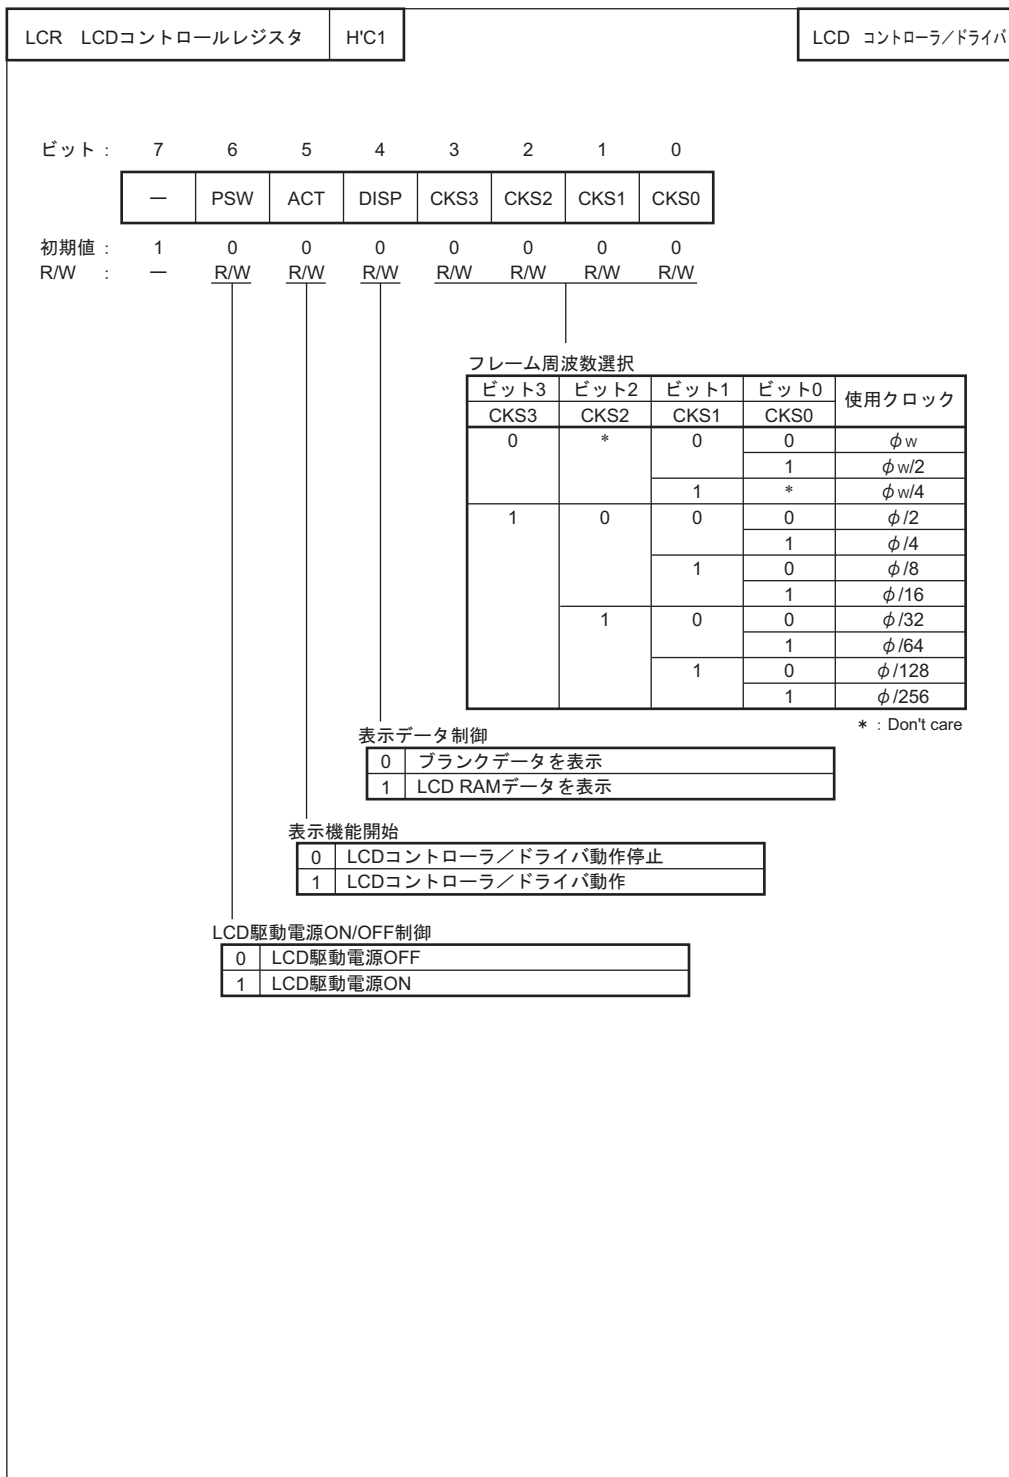 LCR LCDコントロールレジスタ H'C1 LCD コントローラ／ドライバ
ビット： 7 6 5 4 3 2 1 0
— PSW ACT DISP CKS3 CKS2 CKS1 CKS0
初期値： 1 0 0 0 0 0 0 0
R/W ： — R/W R/W R/W R/W R/W R/W R/W
フレーム周波数選択
ビット3 ビット2 ビット1 ビット0 使用クロック
CKS3 CKS2 CKS1 CKS0
0 * 0 0 φw
1 φw/2
1 * φw/4
1 0 0 0 φ/2
1 φ/4
1 0 φ/8
1 φ/16
1 0 0 φ/32
1 φ/64
1 0 φ/128
1 φ/256
*：Don't care
表示データ制御
0 ブランクデータを表示
1 LCD RAMデータを表示
表示機能開始
0 LCDコントローラ／ドライバ動作停止
1 LCDコントローラ／ドライバ動作
LCD駆動電源ON/OFF制御
0 LCD駆動電源OFF
1 LCD駆動電源ON